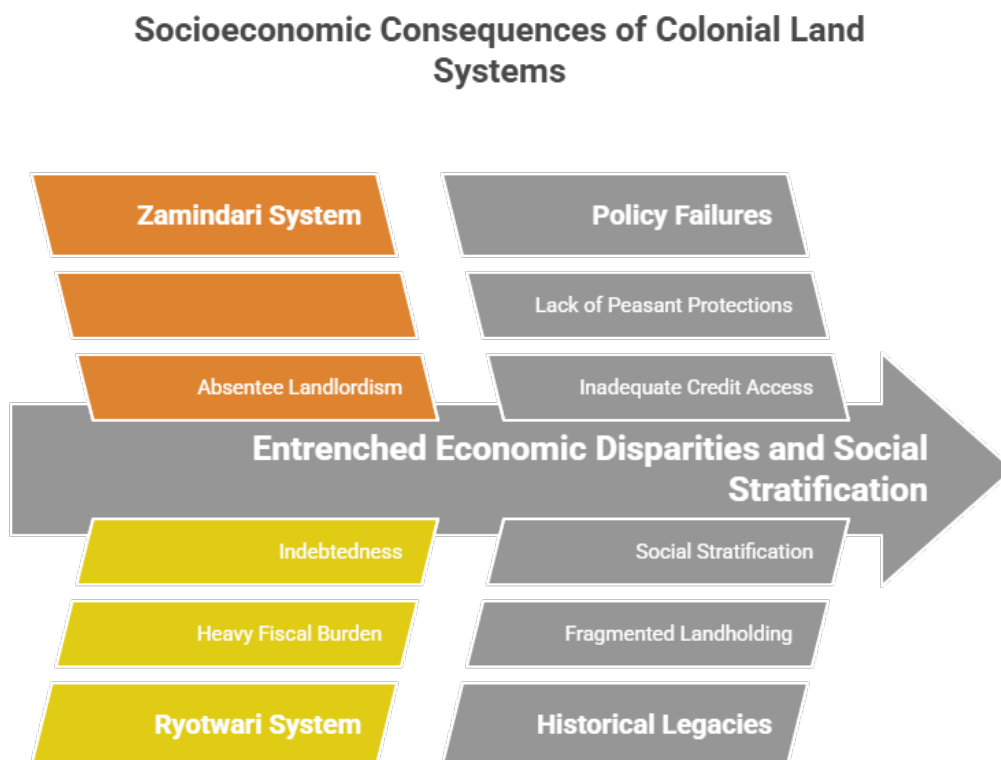 Socioeconomic Consequences of Colonial Land
Systems
Zamindari System
Policy Failures
Lack of Peasant Protections
Absentee Landlordism
Inadequate Credit Access
Entrenched Economic Disparities and Social
Stratification
Indebtedness
Social Stratification
Heavy Fiscal Burden
Fragmented Landholding
Ryotwari System
Historical Legacies